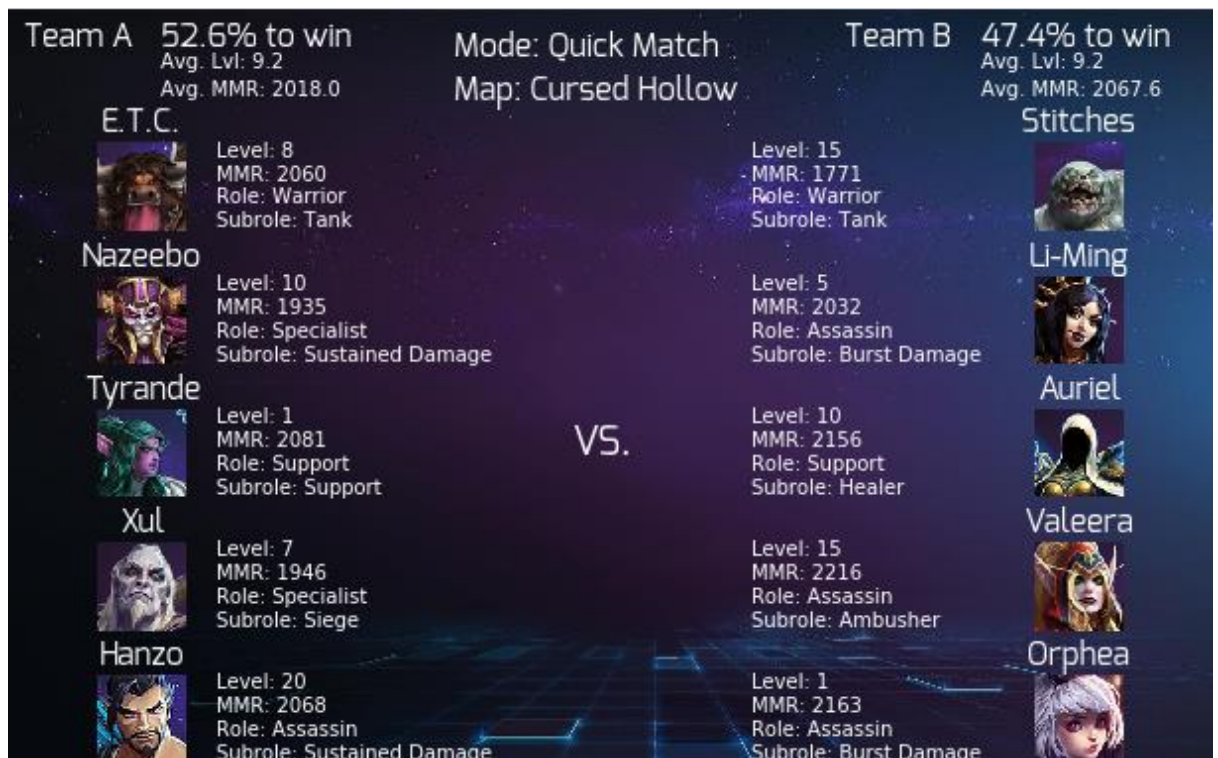 Team A 52.6% to win
Avg. Lvl: 9.2
Avg. MMR: 2018.0
Mode: Quick Match
Map: Cursed Hollow
Team B 47.4% to win
Avg. Lvl: 9.2
Avg. MMR: 2067.6
E.T.C.
Level: 8
MMR: 2060
Role: Warrior
Subrole: Tank
Nazeebo
Level: 10
MMR: 1935
Role: Specialist
Subrole: Sustained Damage
Tyrande
Level: 1
MMR: 2081
Role: Support
Subrole: Support
Xul
Level: 7
MMR: 1946
Role: Specialist
Subrole: Siege
Hanzo
Level: 20
MMR: 2068
Role: Assassin
Subrole: Sustained Damage
VS.
Stitches
Level: 15
MMR: 1771
Role: Warrior
Subrole: Tank
Li-Ming
Level: 5
MMR: 2032
Role: Assassin
Subrole: Burst Damage
Auriel
Level: 10
MMR: 2156
Role: Support
Subrole: Healer
Valeera
Level: 15
MMR: 2216
Role: Assassin
Subrole: Ambusher
Orphea
Level: 1
MMR: 2163
Role: Assassin
Subrole: Burst Damage